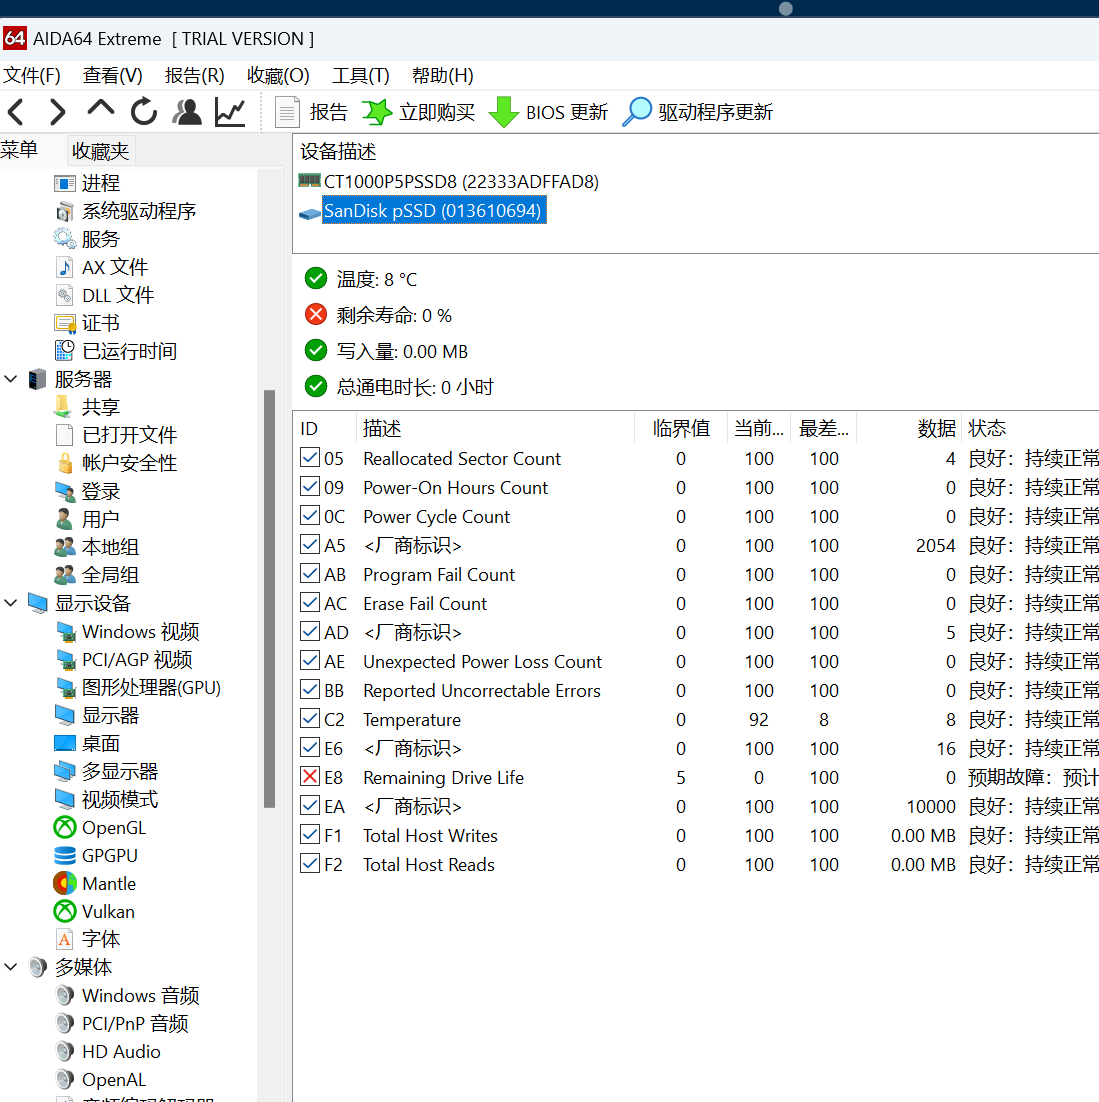 64 AIDA64 Extreme [ TRIAL VERSION ]
文件(F) 查看(V) 报告(R) 收藏(O) 工具(T) 帮助(H)
报告 立即购买 BIOS 更新 驱动程序更新
菜单 收藏夹
进程
系统驱动程序
服务
AX 文件
DLL 文件
证书
已运行时间
服务器
共享
已打开文件
帐户安全性
登录
用户
本地组
全局组
显示设备
Windows 视频
PCI/AGP 视频
图形处理器(GPU)
显示器
桌面
多显示器
视频模式
OpenGL
GPGPU
Mantle
Vulkan
字体
多媒体
Windows 音频
PCI/PnP 音频
HD Audio
OpenAL
设备描述
CT1000P5PSSD8 (22333ADFFAD8)
SanDisk pSSD (013610694)
温度: 8 °C
剩余寿命: 0 %
写入量: 0.00 MB
总通电时长: 0 小时
ID 描述 临界值 当前... 最差... 数据 状态
05 Reallocated Sector Count 0 100 100 4 良好：持续正常
09 Power-On Hours Count 0 100 100 0 良好：持续正常
0C Power Cycle Count 0 100 100 0 良好：持续正常
A5 <厂商标识> 0 100 100 2054 良好：持续正常
AB Program Fail Count 0 100 100 0 良好：持续正常
AC Erase Fail Count 0 100 100 0 良好：持续正常
AD <厂商标识> 0 100 100 5 良好：持续正常
AE Unexpected Power Loss Count 0 100 100 0 良好：持续正常
BB Reported Uncorrectable Errors 0 100 100 0 良好：持续正常
C2 Temperature 0 92 8 8 良好：持续正常
E6 <厂商标识> 0 100 100 16 良好：持续正常
E8 Remaining Drive Life 5 0 100 0 预期故障：预计
EA <厂商标识> 0 100 100 10000 良好：持续正常
F1 Total Host Writes 0 100 100 0.00 MB 良好：持续正常
F2 Total Host Reads 0 100 100 0.00 MB 良好：持续正常